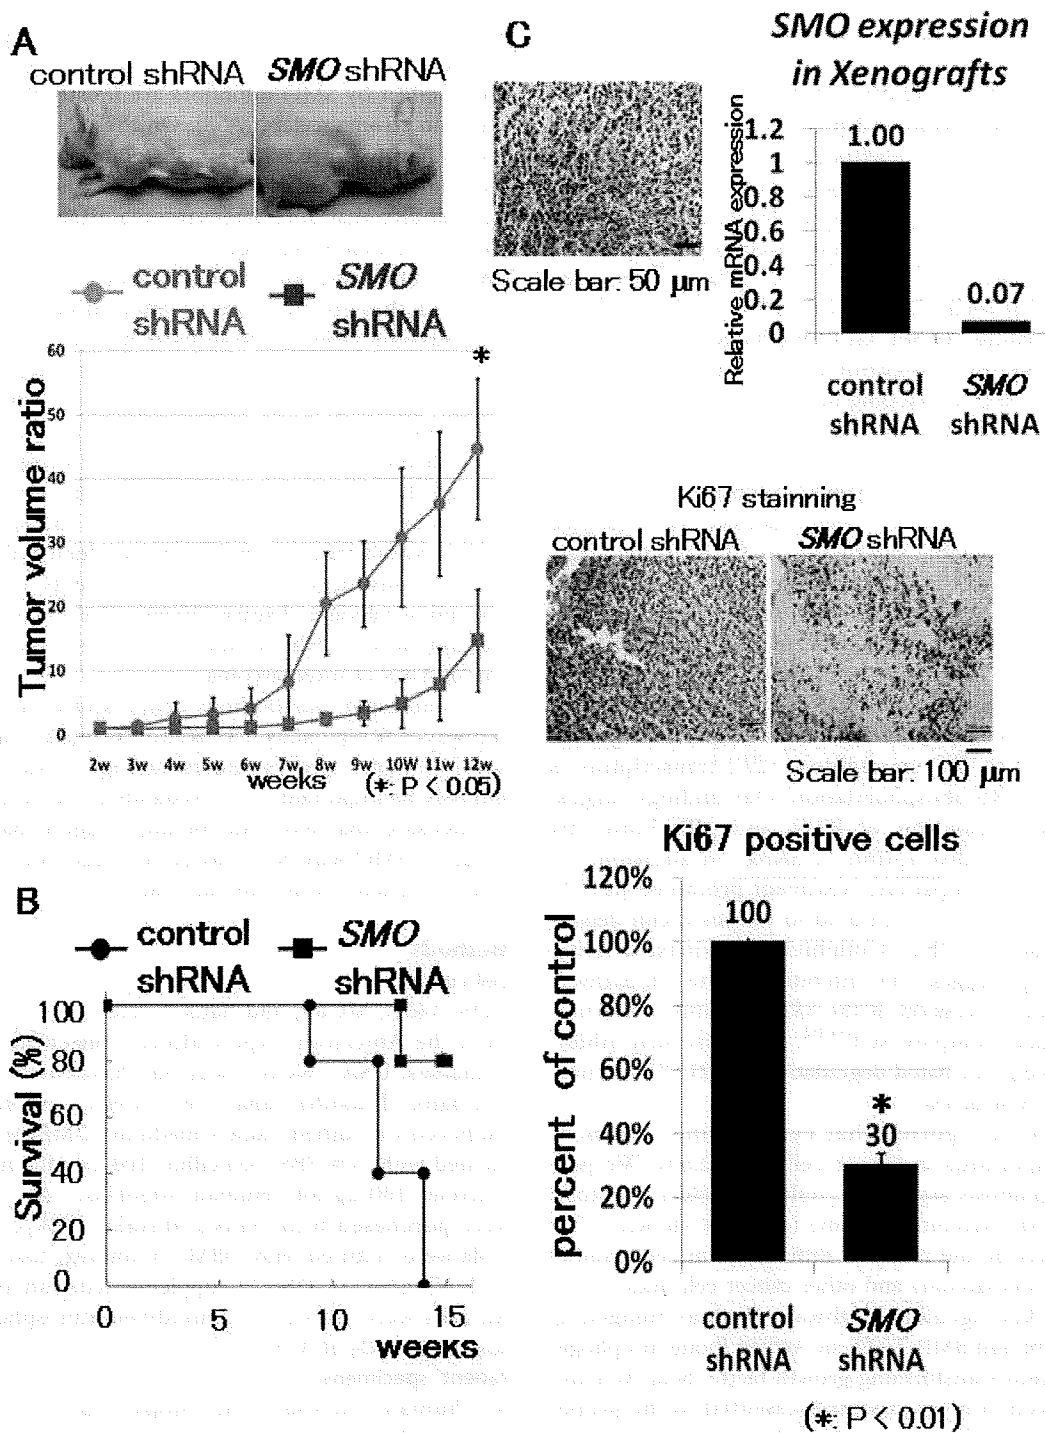 A
control shRNA SMO shRNA
control shRNA
SMO shRNA
Tumor volume ratio
60
50
40
30
20
10
0
2w 3w 4w 5w 6w 7w 8w 9w 10W 11w 12w
weeks
*
(*: P < 0.05)
B
control shRNA
SMO shRNA
Survival (%)
100
80
60
40
20
0
0 5 10 15
weeks
C
Scale bar: 50 μm
SMO expression
in Xenografts
Relative mRNA expression
1.2
1
0.8
0.6
0.4
0.2
0
1.00
0.07
control shRNA
SMO shRNA
Ki67 stainning
control shRNA SMO shRNA
Scale bar: 100 μm
Ki67 positive cells
percent of control
120%
100%
80%
60%
40%
20%
0%
100
*
30
control shRNA
SMO shRNA
(*: P < 0.01)